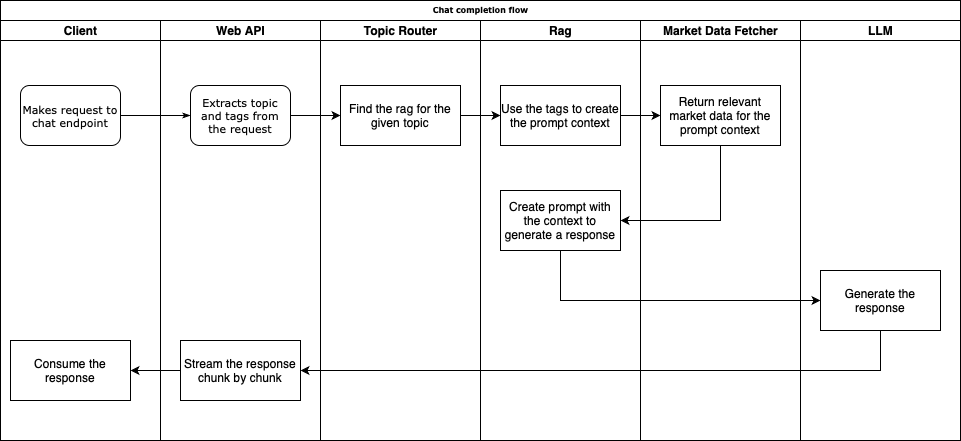 Chat completion flow
Client
Web API
Topic Router
Rag
Market Data Fetcher
LLM
Makes request to
chat endpoint
Extracts topic
and tags from
the request
Find the rag for the
given topic
Use the tags to create
the prompt context
Return relevant
market data for the
prompt context
Create prompt with
the context to
generate a response
Generate the
response
Consume the
response
Stream the response
chunk by chunk